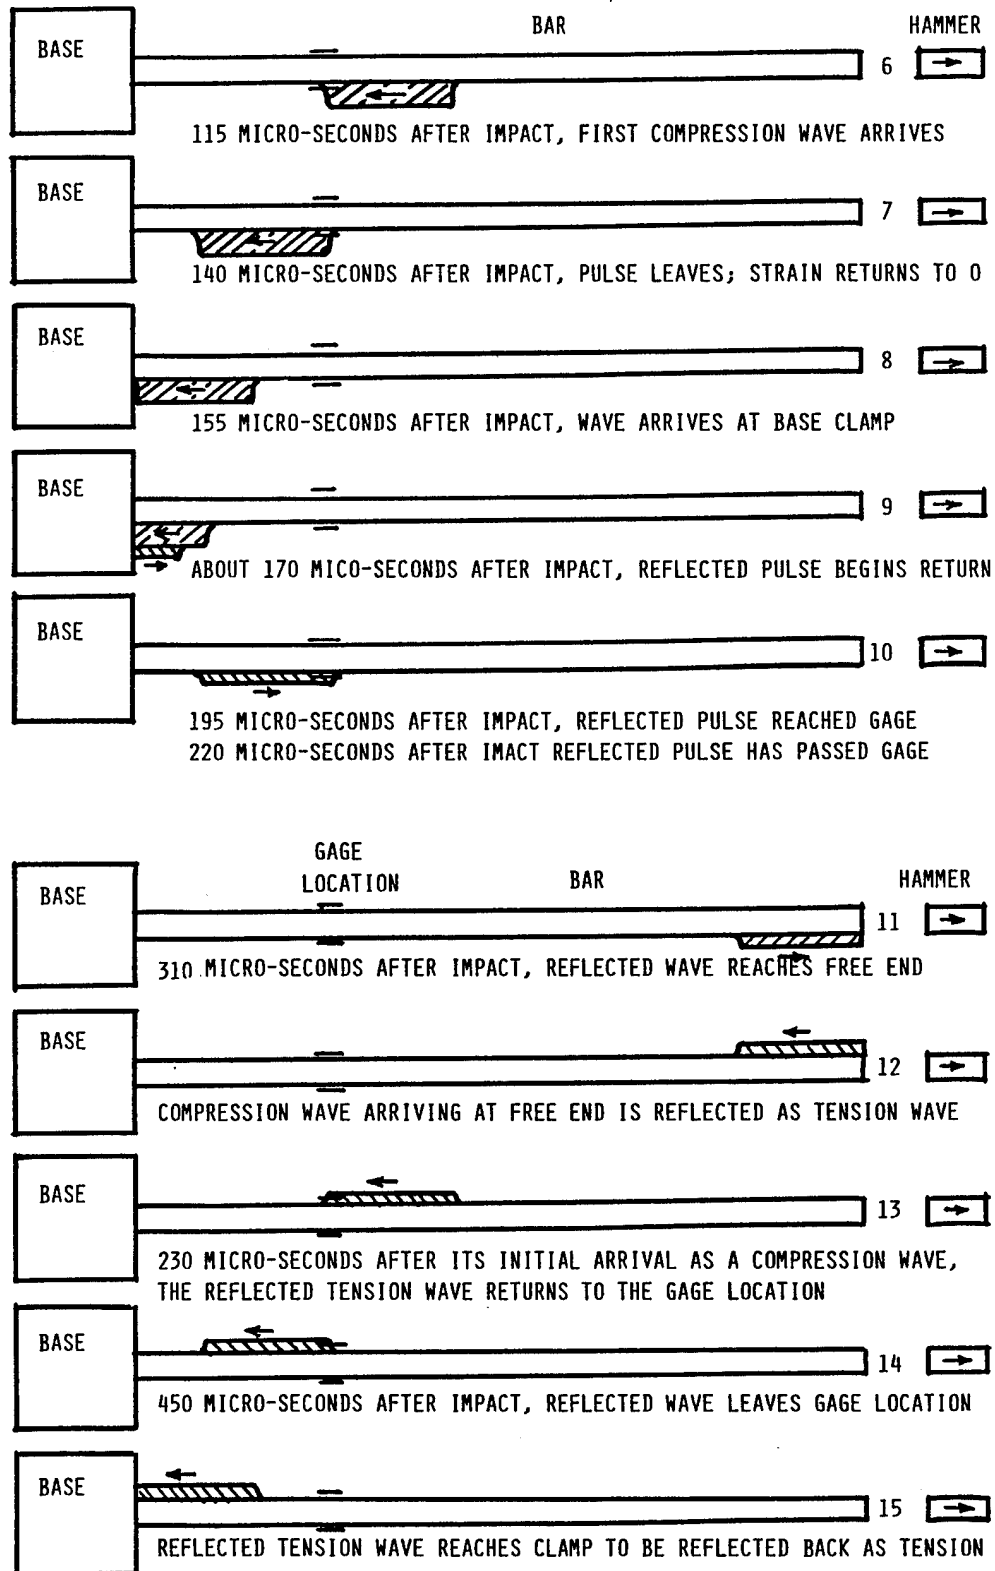 BAR HAMMER
BASE
6
115 MICRO-SECONDS AFTER IMPACT, FIRST COMPRESSION WAVE ARRIVES
BASE
7
140 MICRO-SECONDS AFTER IMPACT, PULSE LEAVES; STRAIN RETURNS TO 0
BASE
8
155 MICRO-SECONDS AFTER IMPACT, WAVE ARRIVES AT BASE CLAMP
BASE
9
ABOUT 170 MICO-SECONDS AFTER IMPACT, REFLECTED PULSE BEGINS RETURN
BASE
10
195 MICRO-SECONDS AFTER IMPACT, REFLECTED PULSE REACHED GAGE
220 MICRO-SECONDS AFTER IMACT REFLECTED PULSE HAS PASSED GAGE
GAGE
LOCATION BAR HAMMER
BASE
11
310 MICRO-SECONDS AFTER IMPACT, REFLECTED WAVE REACHES FREE END
BASE
12
COMPRESSION WAVE ARRIVING AT FREE END IS REFLECTED AS TENSION WAVE
BASE
13
230 MICRO-SECONDS AFTER ITS INITIAL ARRIVAL AS A COMPRESSION WAVE,
THE REFLECTED TENSION WAVE RETURNS TO THE GAGE LOCATION
BASE
14
450 MICRO-SECONDS AFTER IMPACT, REFLECTED WAVE LEAVES GAGE LOCATION
BASE
15
REFLECTED TENSION WAVE REACHES CLAMP TO BE REFLECTED BACK AS TENSION